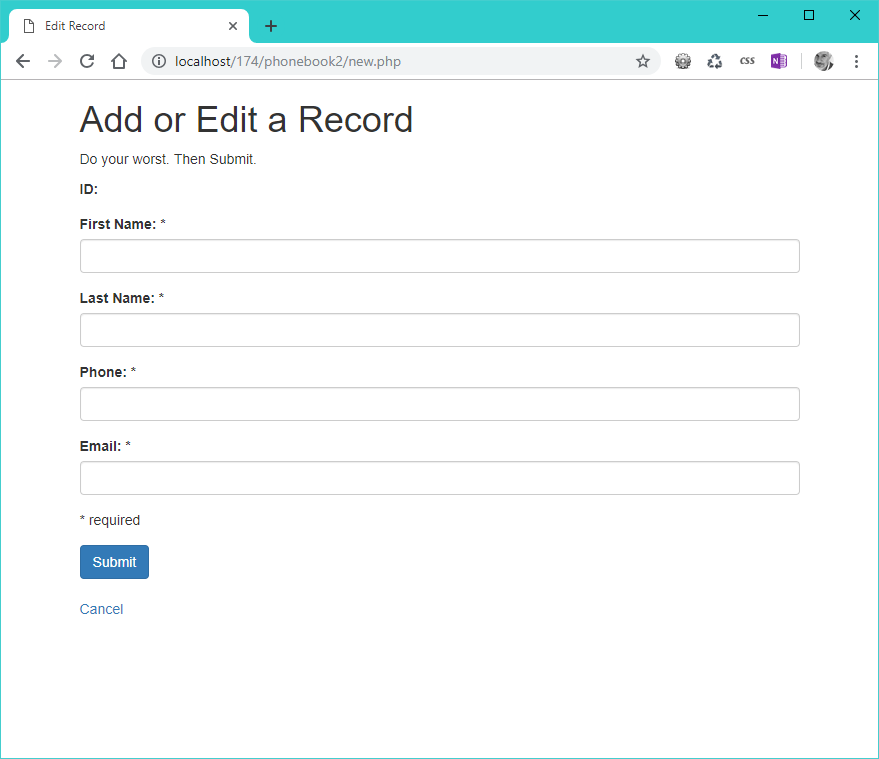 Edit Record
localhost/174/phonebook2/new.php
CSS
N
Add or Edit a Record
Do your worst. Then Submit.
ID:
First Name: *
Last Name: *
Phone: *
Email: *
* required
Submit
Cancel